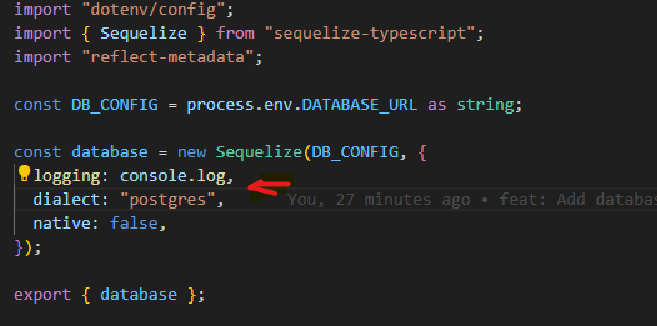 import "dotenv/config";
import { Sequelize } from "sequelize-typescript";
import "reflect-metadata";
const DB_CONFIG = process.env.DATABASE_URL as string;
const database = new Sequelize(DB_CONFIG, {
logging: console.log,
dialect: "postgres", You, 27 minutes ago • feat: Add databas
native: false,
});
export { database };